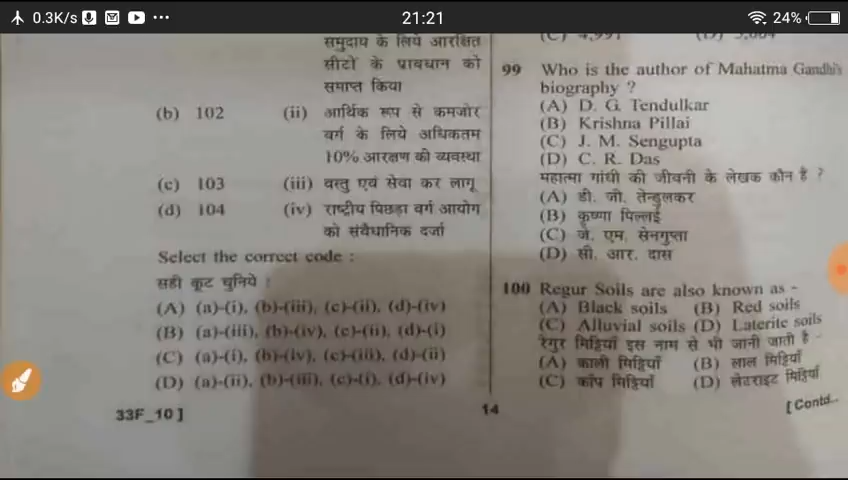 0.3K/s
21:21
24%
समुदाय के लिये आरक्षित
सीटों के प्रावधान को
समाप्त किया
(b) 102 (ii) आर्थिक रूप से कमजोर
वर्ग के लिये अधिकतम
10% आरक्षण की व्यवस्था
(c) 103 (iii) वस्तु एवं सेवा कर लागू
(d) 104 (iv) राष्ट्रीय पिछड़ा वर्ग आयोग
को संवैधानिक दर्जा
Select the correct code :
सही कूट चुनिये :
(A) (a)-(i), (b)-(iii), (c)-(ii), (d)-(iv)
(B) (a)-(iii), (b)-(iv), (c)-(ii), (d)-(i)
(C) (a)-(i), (b)-(iv), (c)-(iii), (d)-(ii)
(D) (a)-(ii), (b)-(iii), (c)-(i), (d)-(iv)
33F_10 ]
14
(C) 4,991
99 Who is the author of Mahatma Gandhi's
biography ?
(A) D. G. Tendulkar
(B) Krishna Pillai
(C) J. M. Sengupta
(D) C. R. Das
महात्मा गांधी की जीवनी के लेखक कौन है ?
(A) डी. जी. तेन्डुलकर
(B) कृष्णा पिल्लई
(C) जे. एम. सेनगुप्ता
(D) सी. आर. दास
100 Regur Soils are also known as -
(A) Black soils (B) Red soils
(C) Alluvial soils (D) Laterite soils
रेगुर मिट्टियाँ इस नाम से भी जानी जाती है -
(A) काली मिट्टियाँ (B) लाल मिट्टियाँ
(C) काँप मिट्टियाँ (D) लेटराइट मिट्टियाँ
[ Contd...